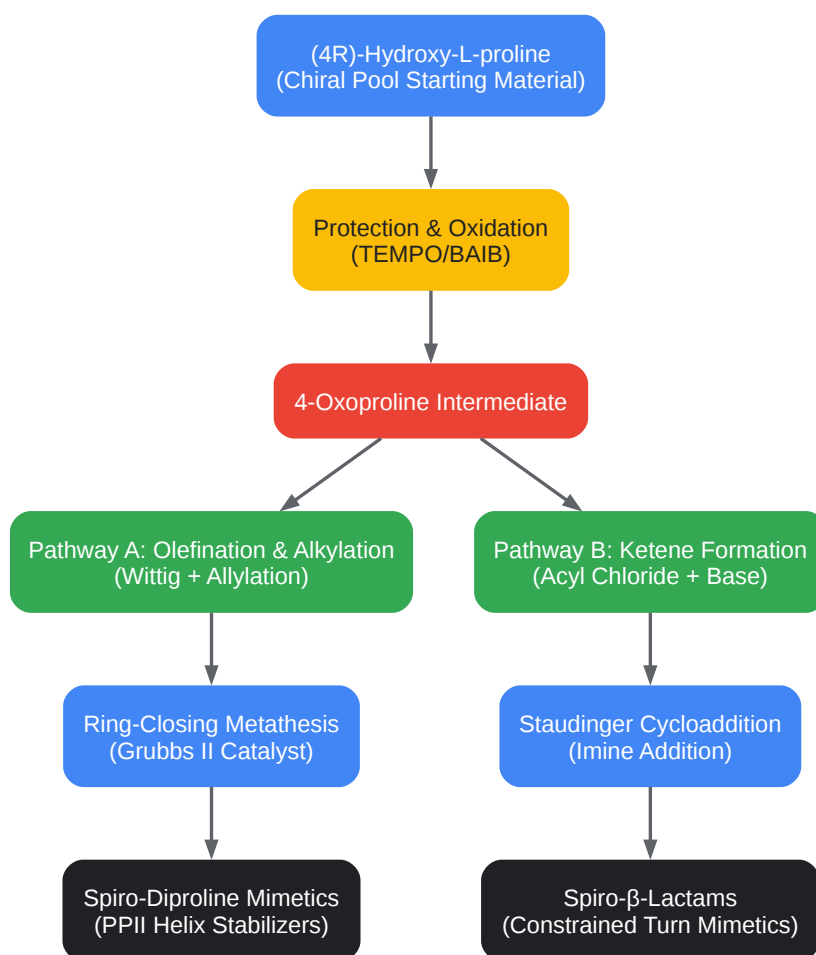 (4R)-Hydroxy-L-proline
(Chiral Pool Starting Material)
Protection & Oxidation
(TEMPO/BAIB)
4-Oxoproline Intermediate
Pathway A: Olefination & Alkylation
(Wittig + Allylation)
Pathway B: Ketene Formation
(Acyl Chloride + Base)
Ring-Closing Metathesis
(Grubbs II Catalyst)
Staudinger Cycloaddition
(Imine Addition)
Spiro-Diproline Mimetics
(PPII Helix Stabilizers)
Spiro-β-Lactams
(Constrained Turn Mimetics)